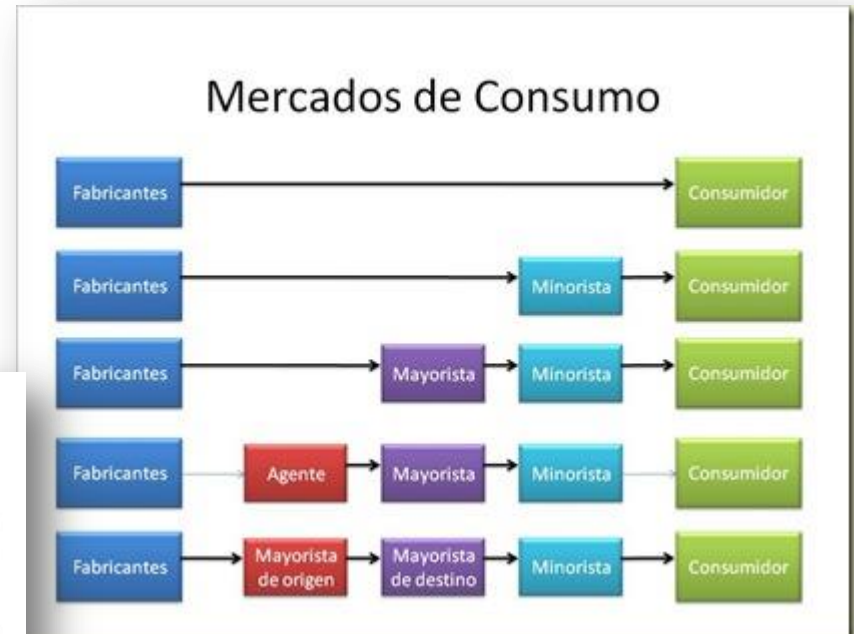 Mercados de Consumo
Fabricantes Consumidor
Fabricantes Minorista Consumidor
Fabricantes Mayorista Minorista Consumidor
Fabricantes Agente Mayorista Minorista Consumidor
Fabricantes Mayorista de origen Mayorista de destino Minorista Consumidor